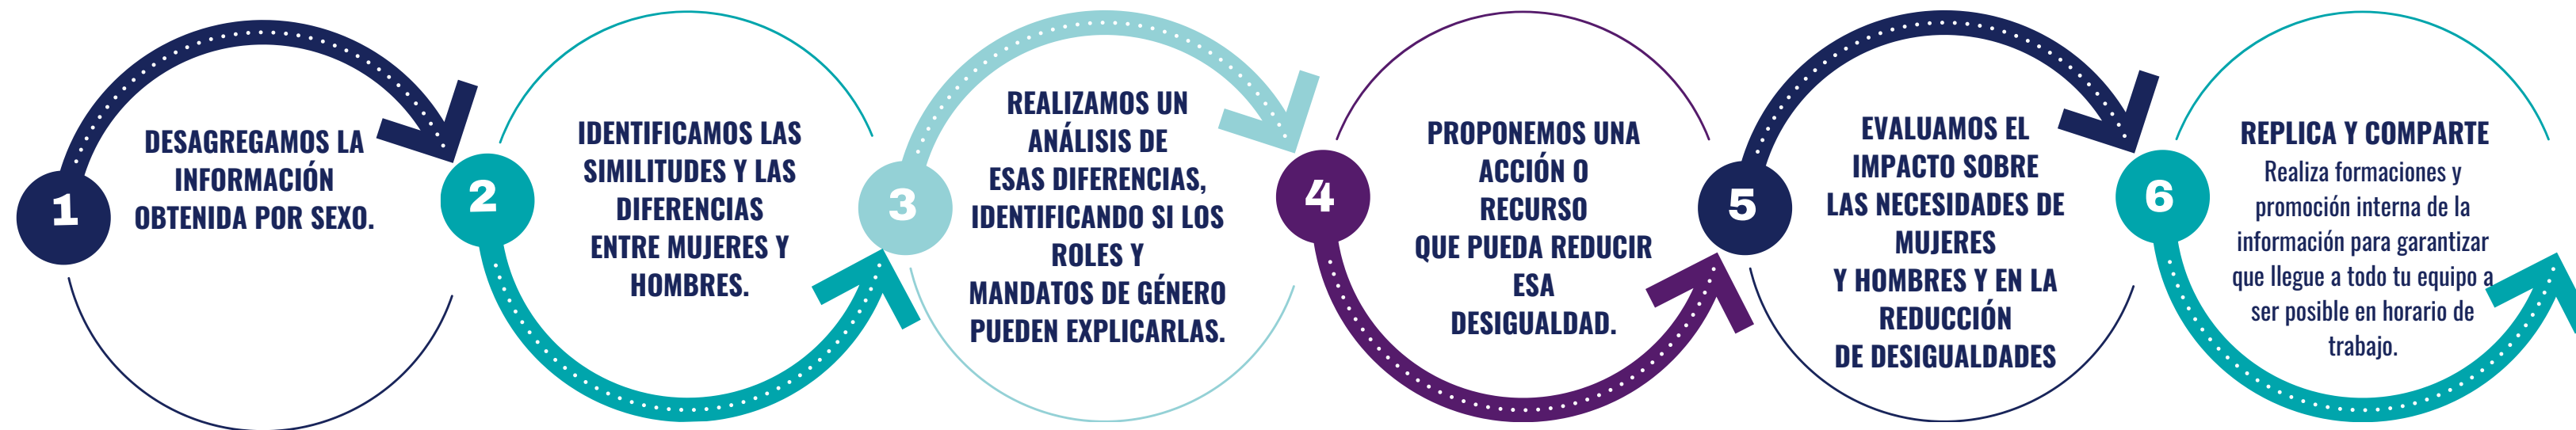 1
DESAGREGAMOS LA
INFORMACIÓN
OBTENIDA POR SEXO.
2
IDENTIFICAMOS LAS
SIMILITUDES Y LAS
DIFERENCIAS
ENTRE MUJERES Y
HOMBRES.
3
REALIZAMOS UN
ANÁLISIS DE
ESAS DIFERENCIAS,
IDENTIFICANDO SI LOS
ROLES Y
MANDATOS DE GÉNERO
PUEDEN EXPLICARLAS.
4
PROPONEMOS UNA
ACCIÓN O
RECURSO
QUE PUEDA REDUCIR
ESA
DESIGUALDAD.
5
EVALUAMOS EL
IMPACTO SOBRE
LAS NECESIDADES DE
MUJERES
Y HOMBRES Y EN LA
REDUCCIÓN
DE DESIGUALDADES
6
REPLICA Y COMPARTE
Realiza formaciones y
promoción interna de la
información para garantizar
que llegue a todo tu equipo a
ser posible en horario de
trabajo.